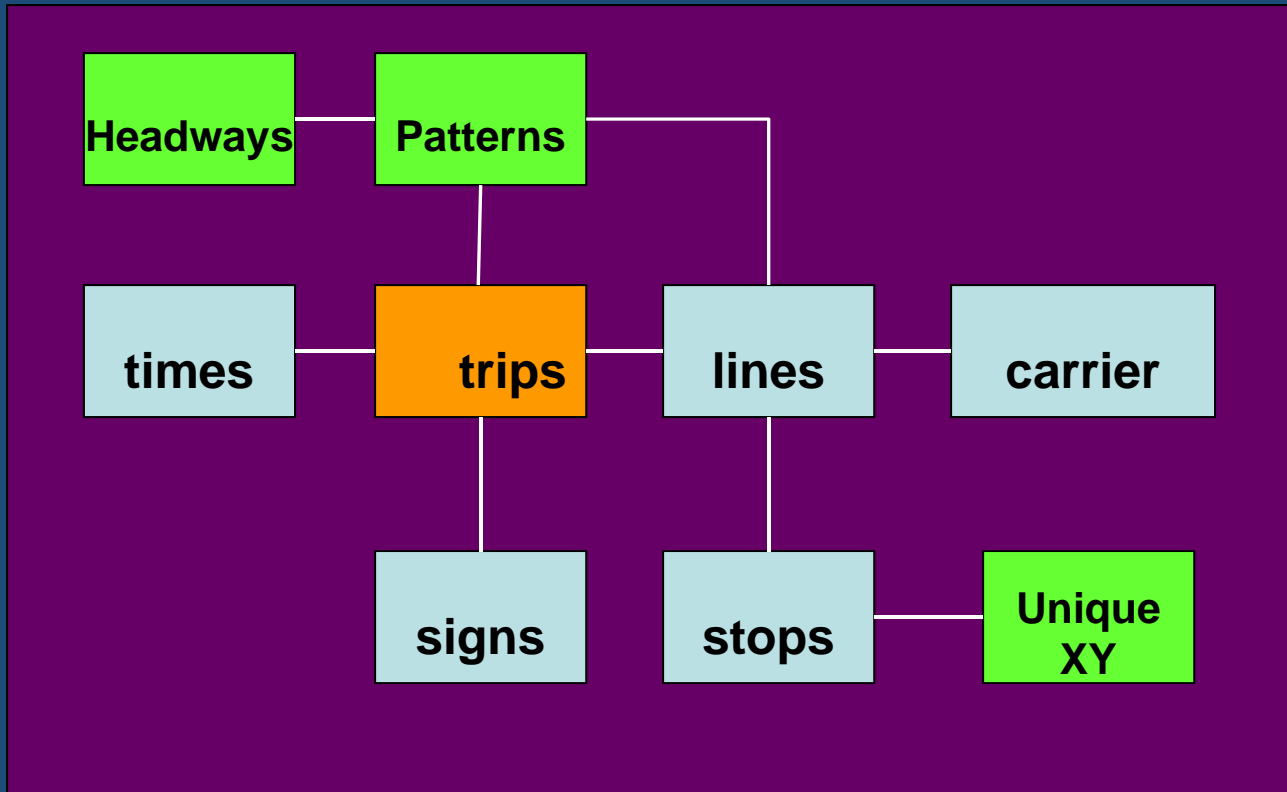 Headways
Patterns
times
trips
lines
carrier
signs
stops
Unique
XY